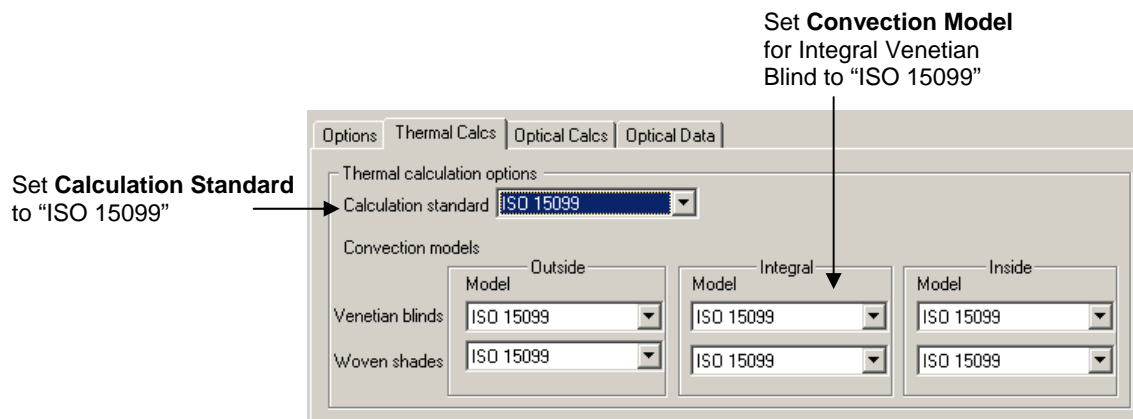 Set Convection Model
for Integral Venetian
Blind to “ISO 15099”
Options Thermal Calcs Optical Calcs Optical Data
Set Calculation Standard
to “ISO 15099”
Thermal calculation options
Calculation standard ISO 15099
Convection models
Outside Integral Inside
Model Model Model
Venetian blinds ISO 15099 ISO 15099 ISO 15099
Woven shades ISO 15099 ISO 15099 ISO 15099